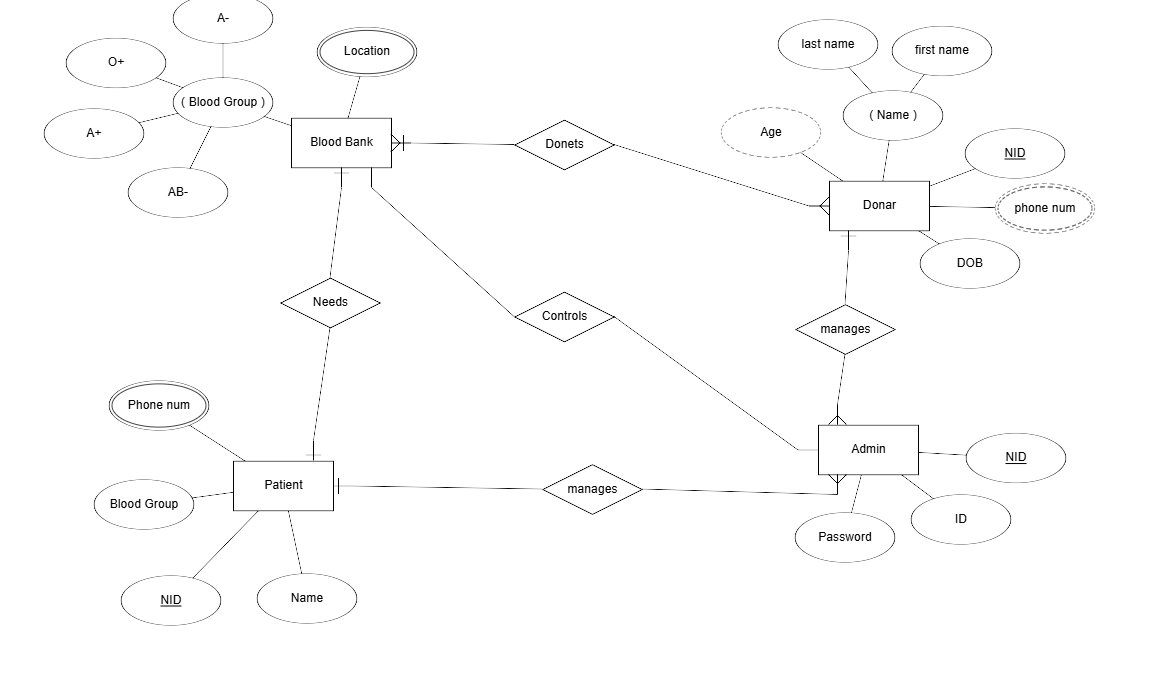 A-
last name
first name
Location
O+
( Blood Group )
( Name )
A+
Age
Blood Bank
Donets
NID
AB-
Donar
phone num
DOB
Needs
Controls
manages
Phone num
Admin
NID
Patient
manages
Blood Group
ID
Password
NID
Name